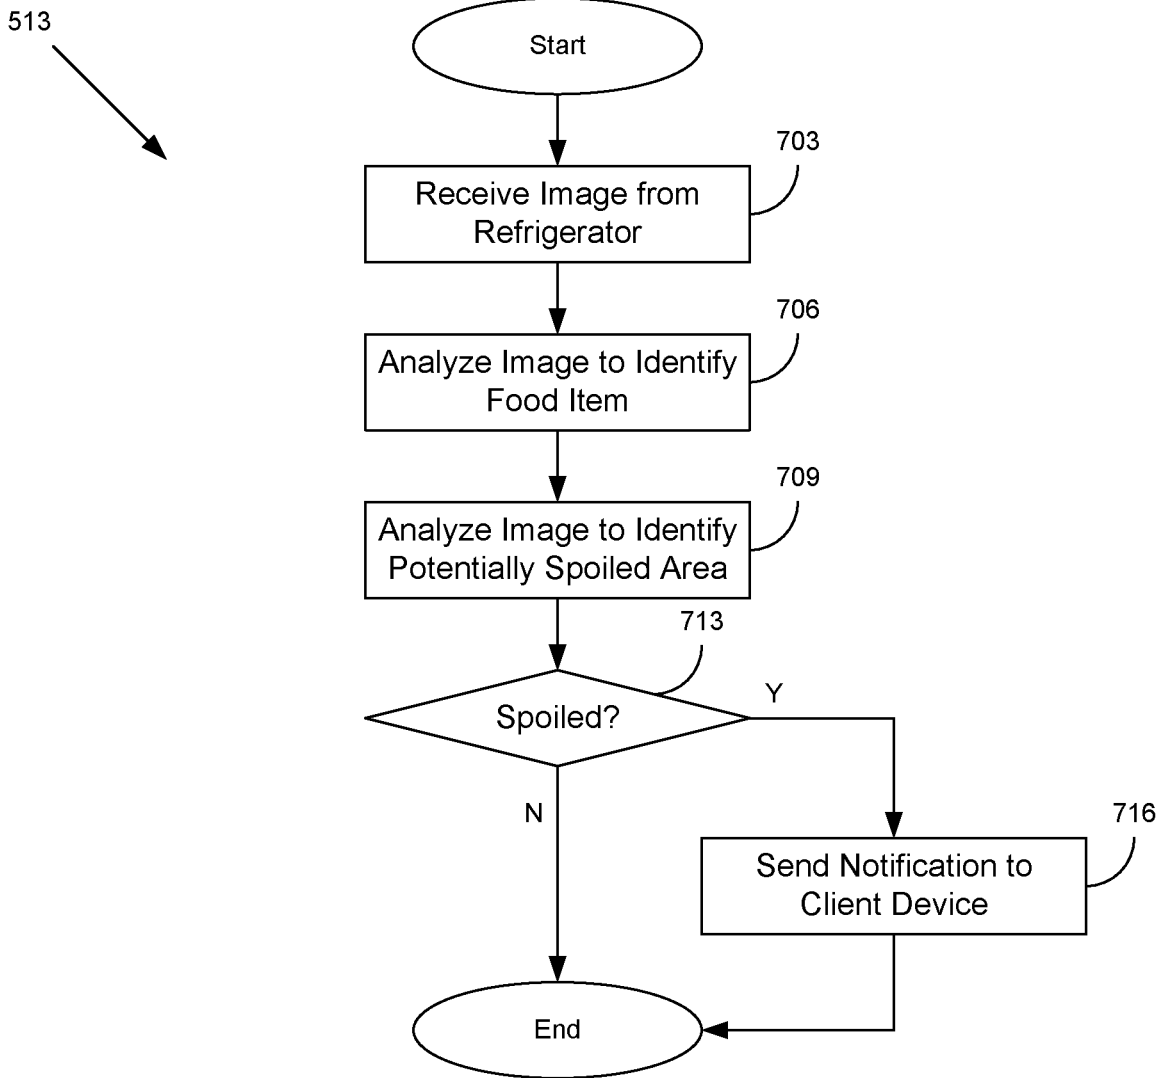 513
Start
703
Receive Image from
Refrigerator
706
Analyze Image to Identify
Food Item
709
Analyze Image to Identify
Potentially Spoiled Area
713
Spoiled?
Y
N
716
Send Notification to
Client Device
End